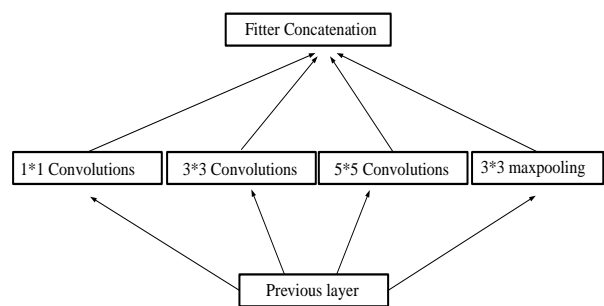 Fitter Concatenation
1*1 Convolutions
3*3 Convolutions
5*5 Convolutions
3*3 maxpooling
Previous layer